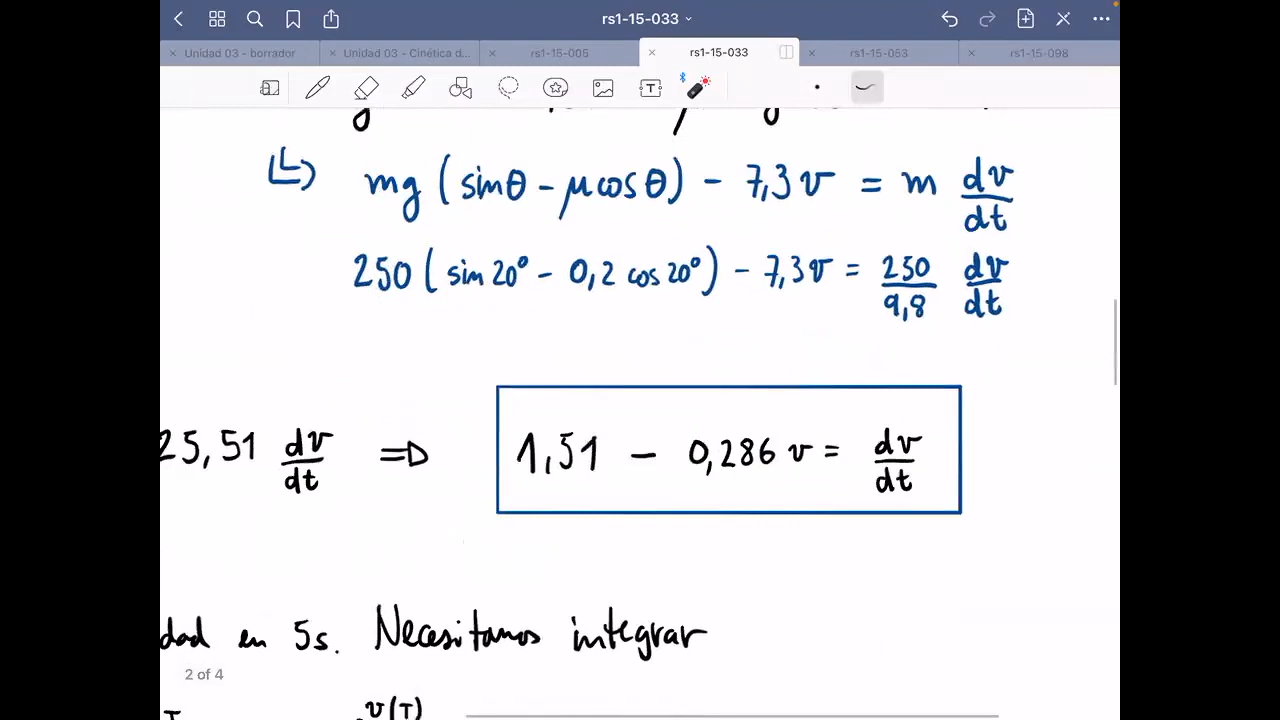 rs1-15-033
Unidad 03 - borrador
Unidad 03 - Cinética d...
rs1-15-005
rs1-15-033
rs1-15-053
rs1-15-098
mg (sinθ - μcosθ) - 7,3v = m dv/dt
250 (sin 20° - 0,2 cos 20°) - 7,3v = 250/9,8 dv/dt
25,51 dv/dt ⇒ 1,51 - 0,286 v = dv/dt
dad en 5s. Necesitamos integrar
2 of 4
v(T)